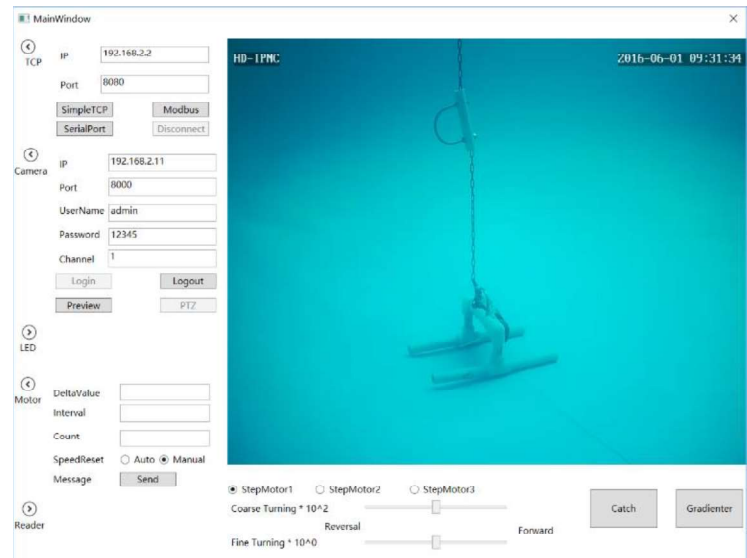 MainWindow
TCP
IP 192.168.2.2
Port 8080
SimpleTCP Modbus
SerialPort Disconnect
Camera
IP 192.168.2.11
Port 8000
UserName admin
Password 12345
Channel 1
Login Logout
Preview PTZ
LED
Motor
DeltaValue
Interval
Count
SpeedReset Auto Manual
Message Send
Reader
HD-IPNC 2016-06-01 09:31:34
StepMotor1 StepMotor2 StepMotor3
Coarse Turning * 10^2
Reversal Forward
Fine Turning * 10^0
Catch Gradienter